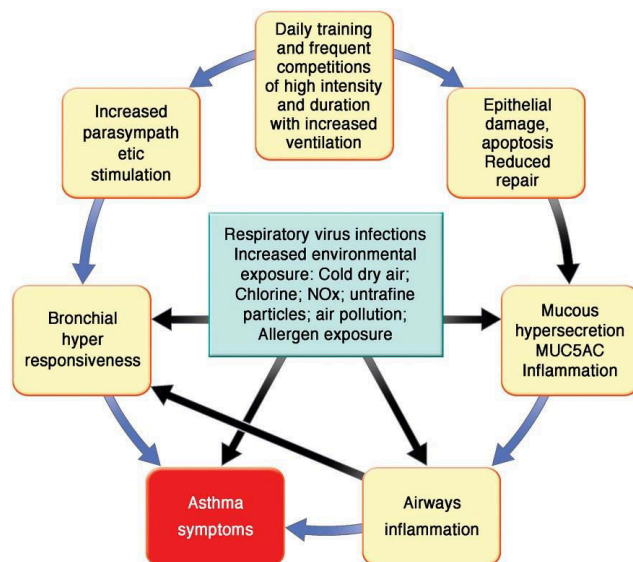 Daily training
and frequent
competitions
of high intensity
and duration
with increased
ventilation
Increased
parasympath
etic
stimulation
Epithelial
damage,
apoptosis
Reduced
repair
Respiratory virus infections
Increased environmental
exposure: Cold dry air;
Chlorine; NOx; untrafine
particles; air pollution;
Allergen exposure
Bronchial
hyper
responsiveness
Mucous
hypersecretion
MUC5AC
Inflammation
Asthma
symptoms
Airways
inflammation